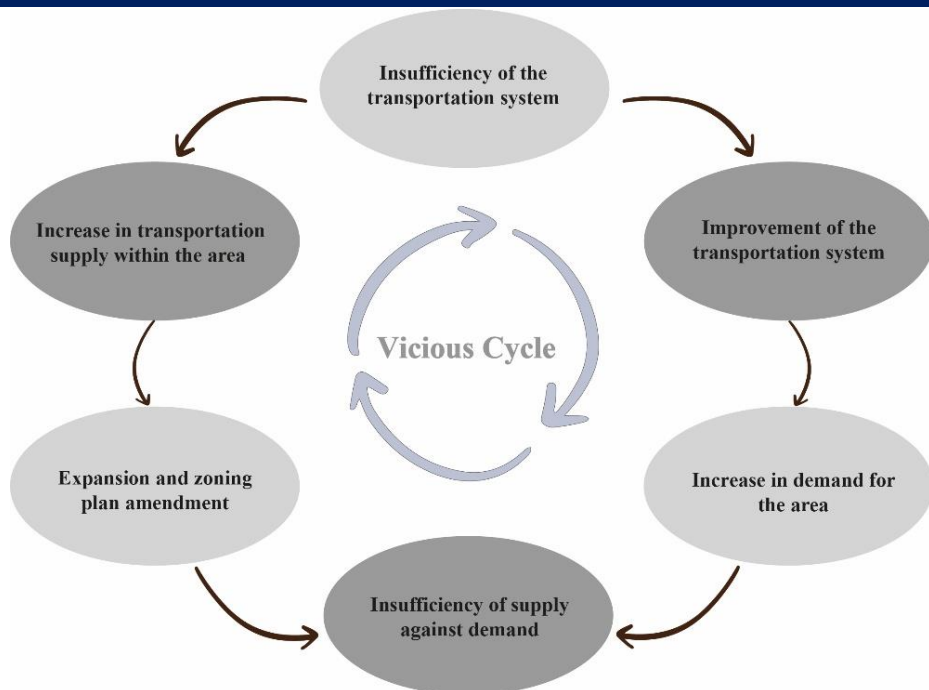 Insufficiency of the
transportation system
Increase in transportation
supply within the area
Improvement of the
transportation system
Vicious Cycle
Expansion and zoning
plan amendment
Increase in demand for
the area
Insufficiency of supply
against demand